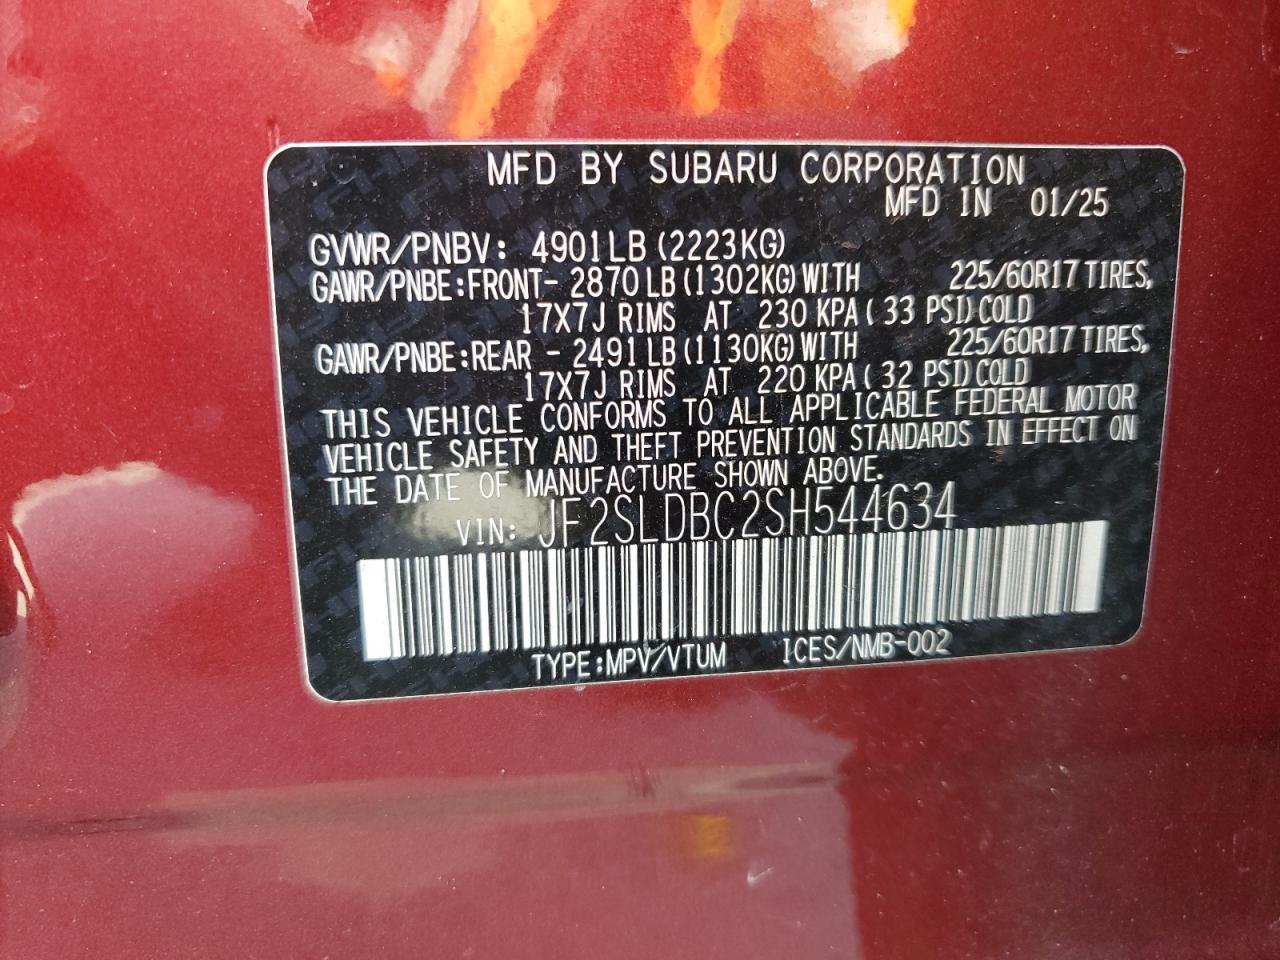 MFD BY SUBARU CORPORATION
MFD IN 01/25
GVWR/PNBV: 4901LB (2223KG)
GAWR/PNBE:FRONT- 2870LB(1302KG)WITH 225/60R17 TIRES,
17X7J RIMS AT 230 KPA( 33 PSI)COLD
GAWR/PNBE:REAR - 2491LB(1130KG)WITH 225/60R17 TIRES,
17X7J RIMS AT 220 KPA( 32 PSI)COLD
THIS VEHICLE CONFORMS TO ALL APPLICABLE FEDERAL MOTOR
VEHICLE SAFETY AND THEFT PREVENTION STANDARDS IN EFFECT ON
THE DATE OF MANUFACTURE SHOWN ABOVE.
VIN: JF2SLDBC2SH544634
TYPE:MPV/VTUM ICES/NMB-002